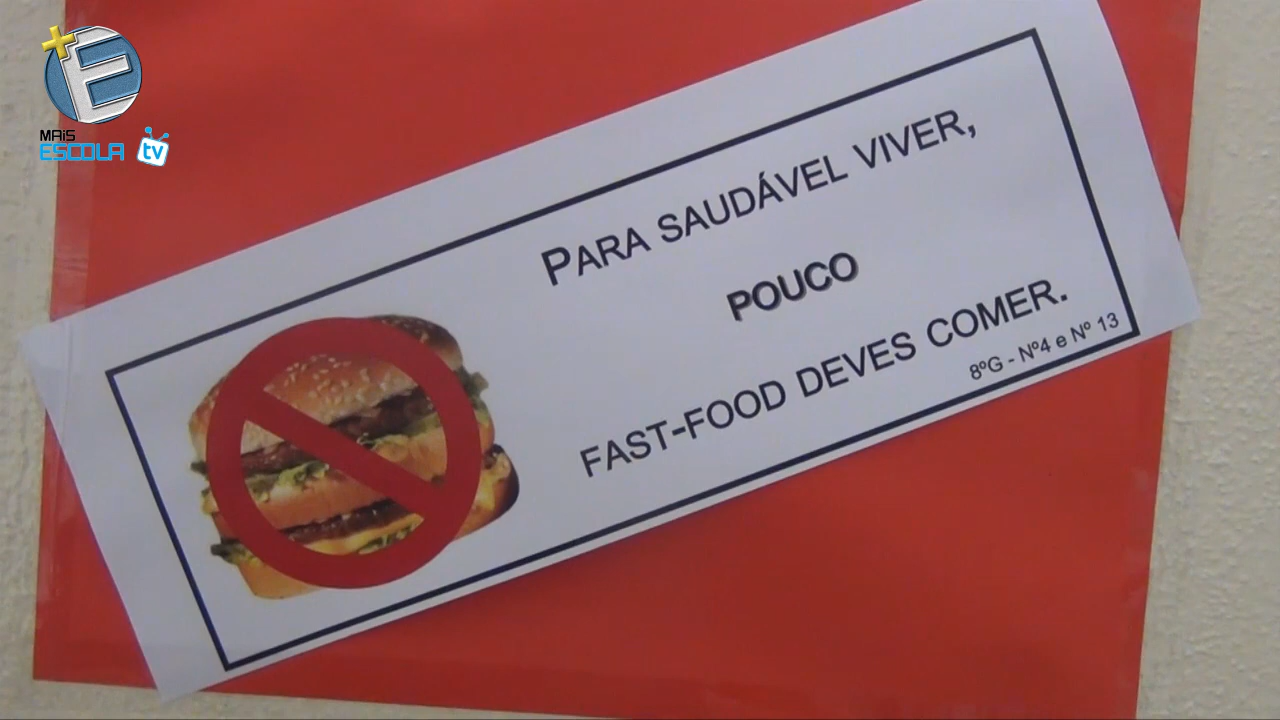 MAiS
ESCOLA tv
PARA SAUDÁVEL VIVER,
POUCO
FAST-FOOD DEVES COMER.
8ºG - Nº4 e Nº 13